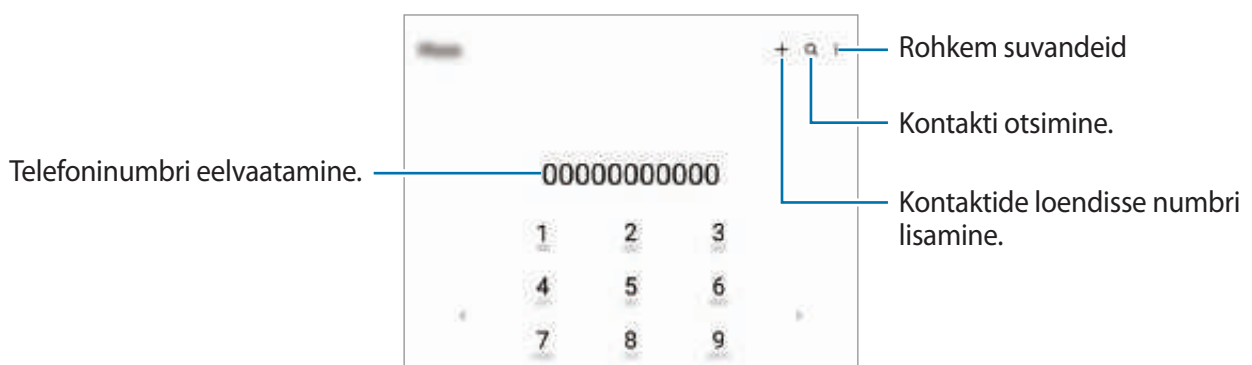 Rohkem suvandeid
Kontakti otsimine.
Telefoninumbri eelvaatamine.
00000000000
Kontaktide loendisse numbri
lisamine.
1 2 3
4 5 6
7 8 9